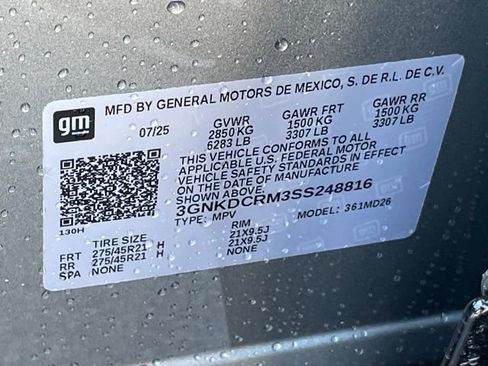 gm
MFD BY GENERAL MOTORS DE MEXICO, S. DE R.L. DE C.V.
07/25 GVWR GAWR FRT GAWR RR
2850 KG 1500 KG 1500 KG
6283 LB 3307 LB 3307 LB
THIS VEHICLE CONFORMS TO ALL
APPLICABLE U.S. FEDERAL MOTOR
VEHICLE SAFETY STANDARDS IN EFFECT
ON THE DATE OF MANUFACTURE
SHOWN ABOVE.
3GNKDCRM3SS248816
TYPE: MPV MODEL: 361MD26
130H
TIRE SIZE RIM
FRT 275/45R21 H 21X9.5J
RR 275/45R21 H 21X9.5J
SPA NONE NONE